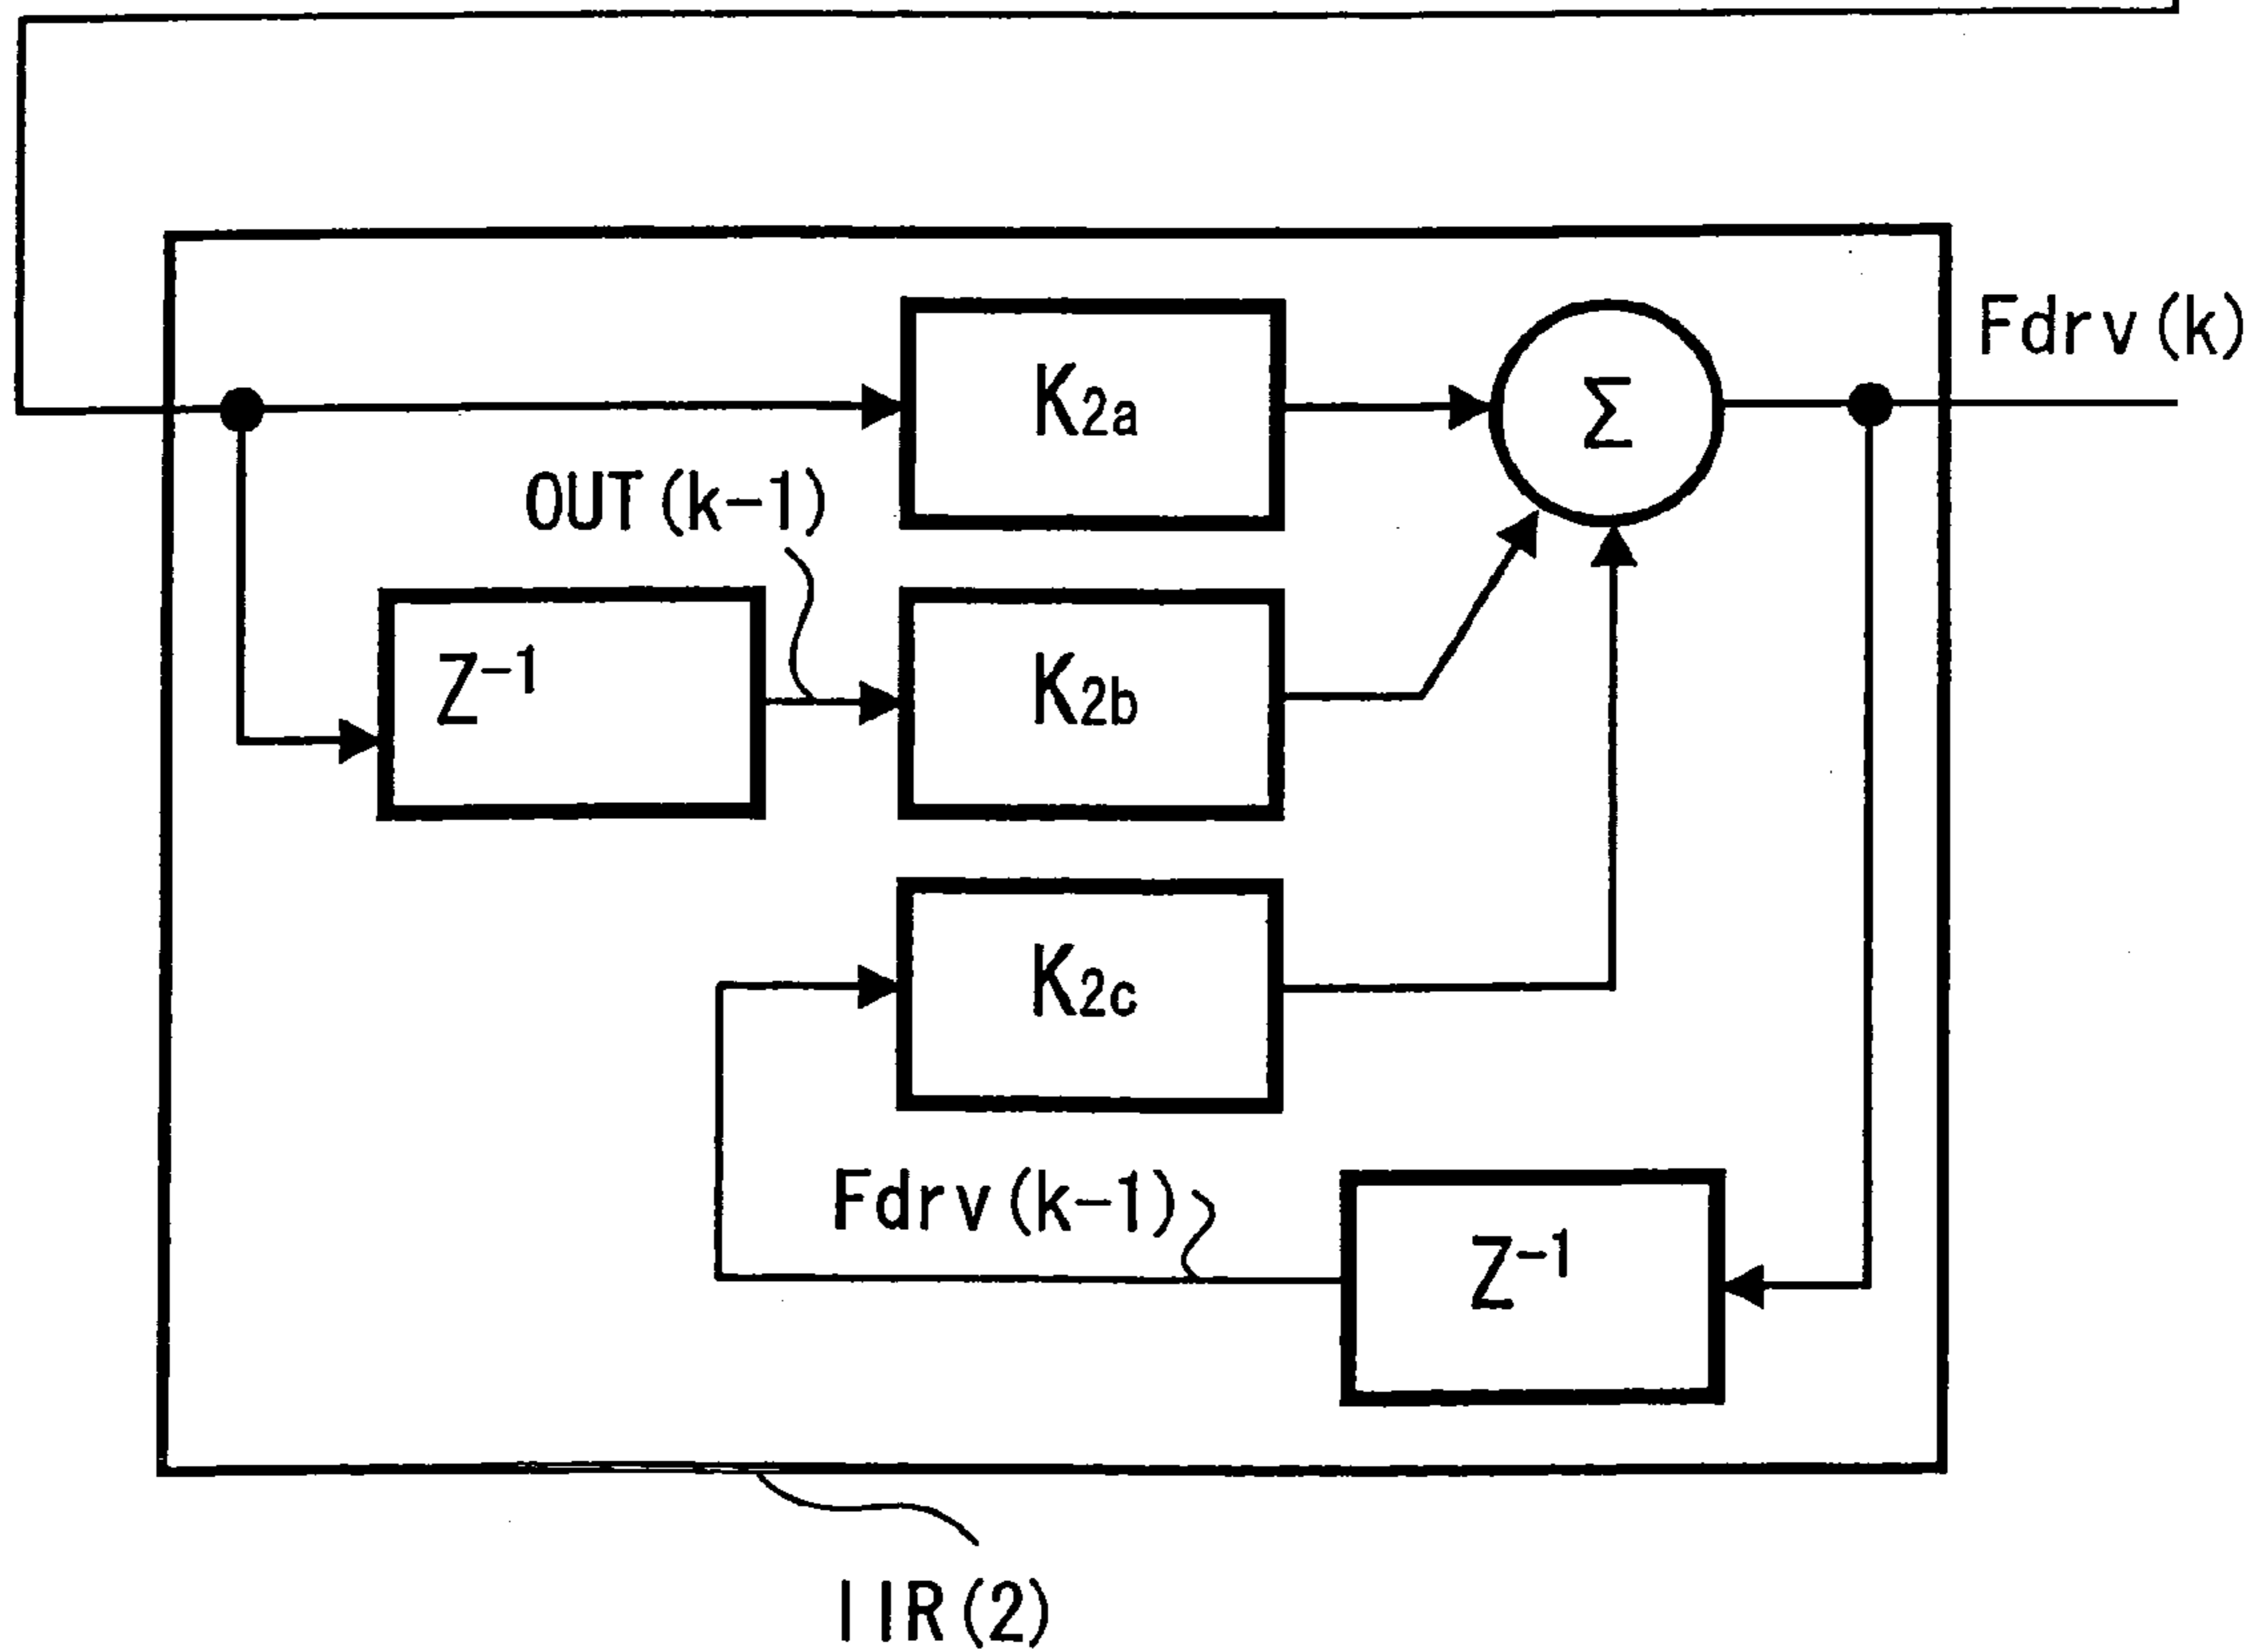 Fdrv(k)
K2a
Σ
OUT(k-1)
Z-1
K2b
K2c
Fdrv(k-1)
Z-1
IIR(2)